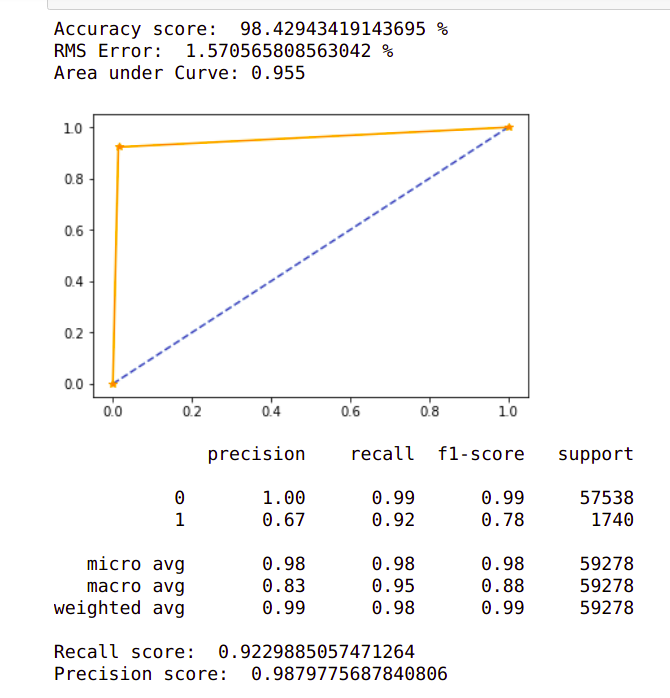 Accuracy score:  98.42943419143695 %
RMS Error:  1.570565808563042 %
Area under Curve: 0.955
1.0
0.8
0.6
0.4
0.2
0.0
0.0 0.2 0.4 0.6 0.8 1.0
precision recall f1-score support
0 1.00 0.99 0.99 57538
1 0.67 0.92 0.78 1740
micro avg 0.98 0.98 0.98 59278
macro avg 0.83 0.95 0.88 59278
weighted avg 0.99 0.98 0.99 59278
Recall score:  0.9229885057471264
Precision score:  0.9879775687840806